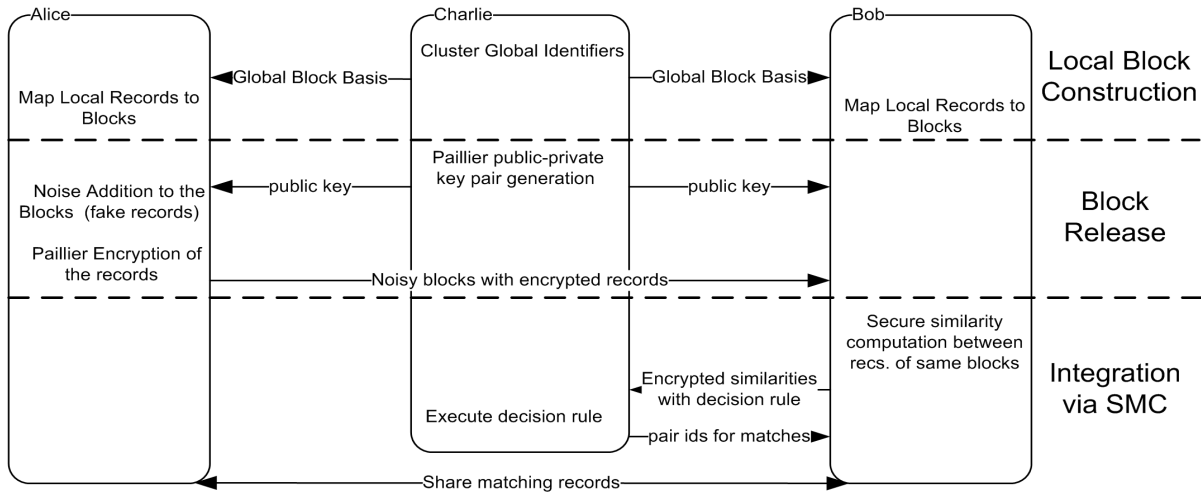 Alice
Charlie
Bob
Cluster Global Identifiers
Global Block Basis
Global Block Basis
Map Local Records to
Blocks
Map Local Records to
Blocks
Local Block
Construction
Paillier public-private
key pair generation
public key
public key
Noise Addition to the
Blocks (fake records)
Paillier Encryption of
the records
Noisy blocks with encrypted records
Block
Release
Secure similarity
computation between
recs. of same blocks
Encrypted similarities
with decision rule
Execute decision rule
pair ids for matches
Integration
via SMC
Share matching records